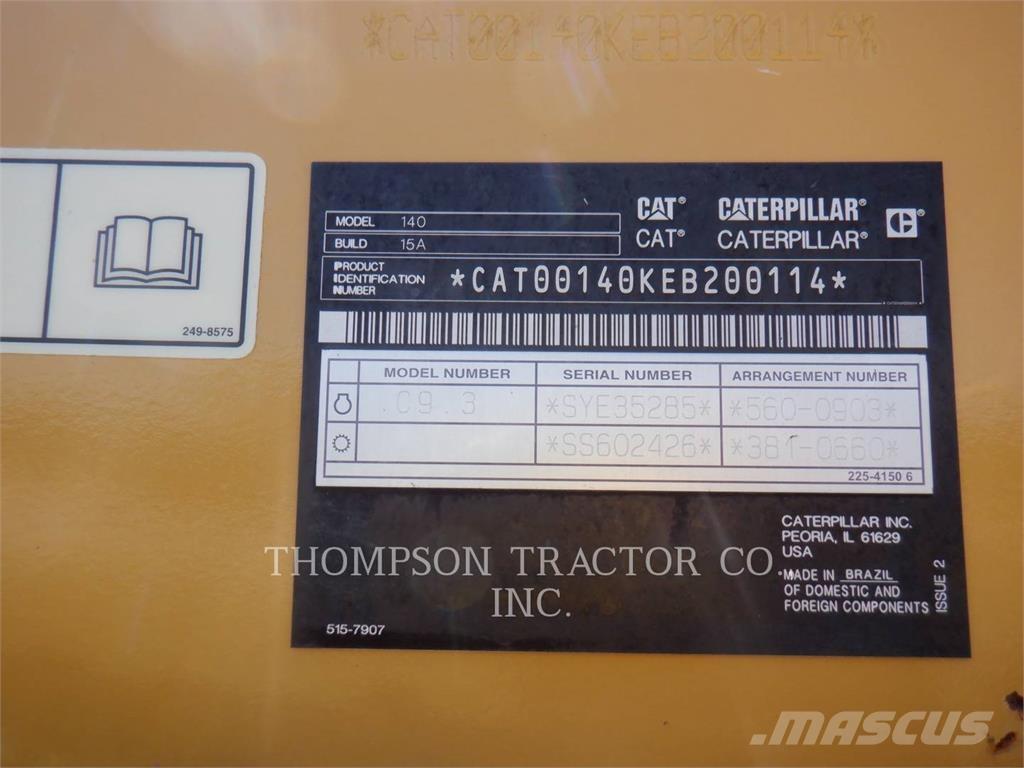 *CAT00140KEB200114*
249-8575
MODEL 140
BUILD 15A
PRODUCT IDENTIFICATION NUMBER *CAT00140KEB200114*
CAT® CATERPILLAR®
CAT® CATERPILLAR®
C®
MODEL NUMBER SERIAL NUMBER ARRANGEMENT NUMBER
C9.3 *SYE35285* *560-0903*
*SS602426* *381-0660*
225-4150 6
CATERPILLAR INC.
PEORIA, IL 61629
USA
MADE IN BRAZIL
OF DOMESTIC AND
FOREIGN COMPONENTS
ISSUE 2
515-7907
THOMPSON TRACTOR CO.
INC.
MASCUS